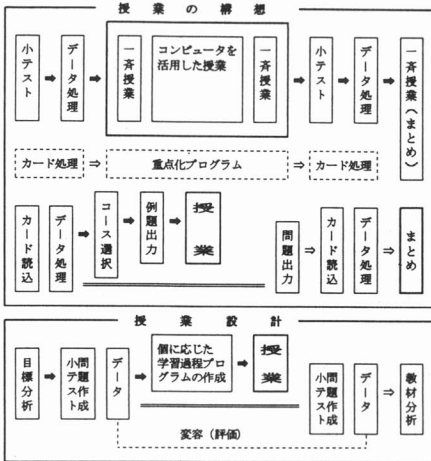 授業の構想
小テスト
データ処理
一斉授業
コンピュータを
活用した授業
一斉授業
小テスト
データ処理
一斉授業(まとめ)
カード処理
重点化プログラム
カード処理
カード読込
データ処理
コース選択
例題出力
授業
問題出力
カード読込
データ処理
まとめ
授業設計
目標分析
小テスト
問題作成
データ
個に応じた
学習過程プロ
グラムの作成
授業
小テスト
問題作成
データ
教材分析
変容(評価)